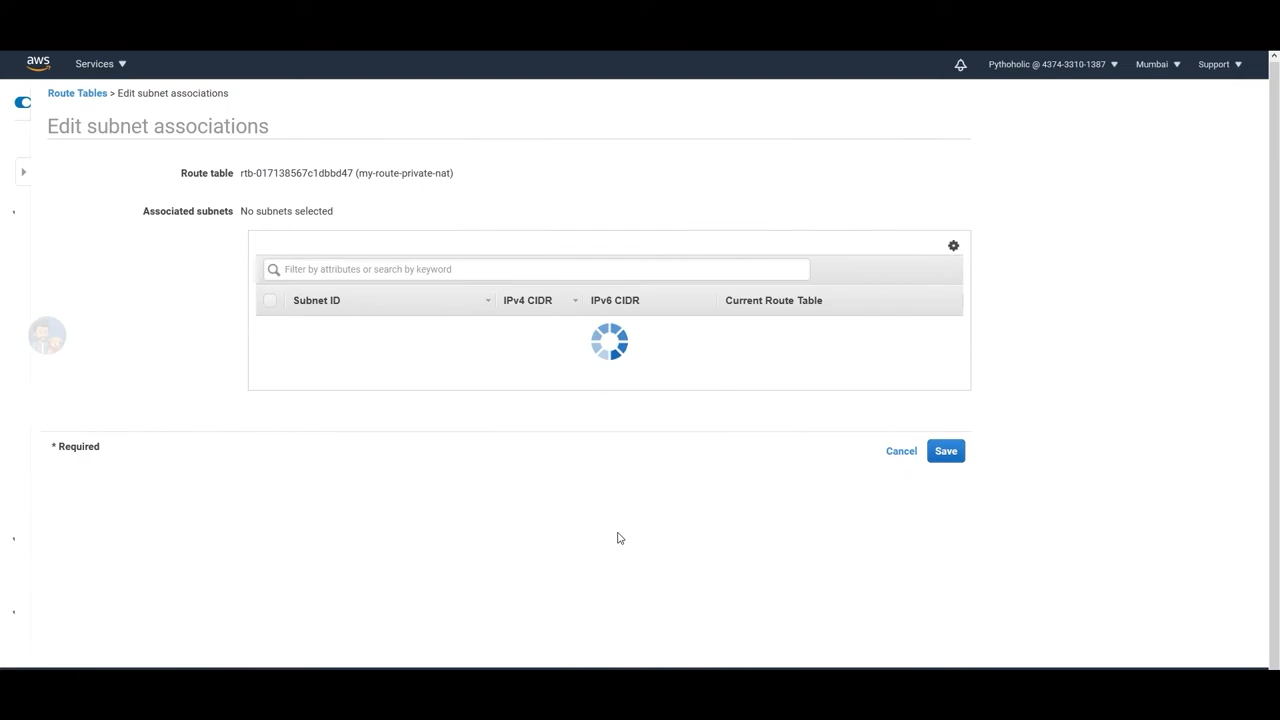 aws Services Pythoholic @ 4374-3310-1387 Mumbai Support
Route Tables > Edit subnet associations
Edit subnet associations
Route table rtb-017138567c1dbbd47 (my-route-private-nat)
Associated subnets No subnets selected
Filter by attributes or search by keyword
Subnet ID IPv4 CIDR IPv6 CIDR Current Route Table
* Required Cancel Save